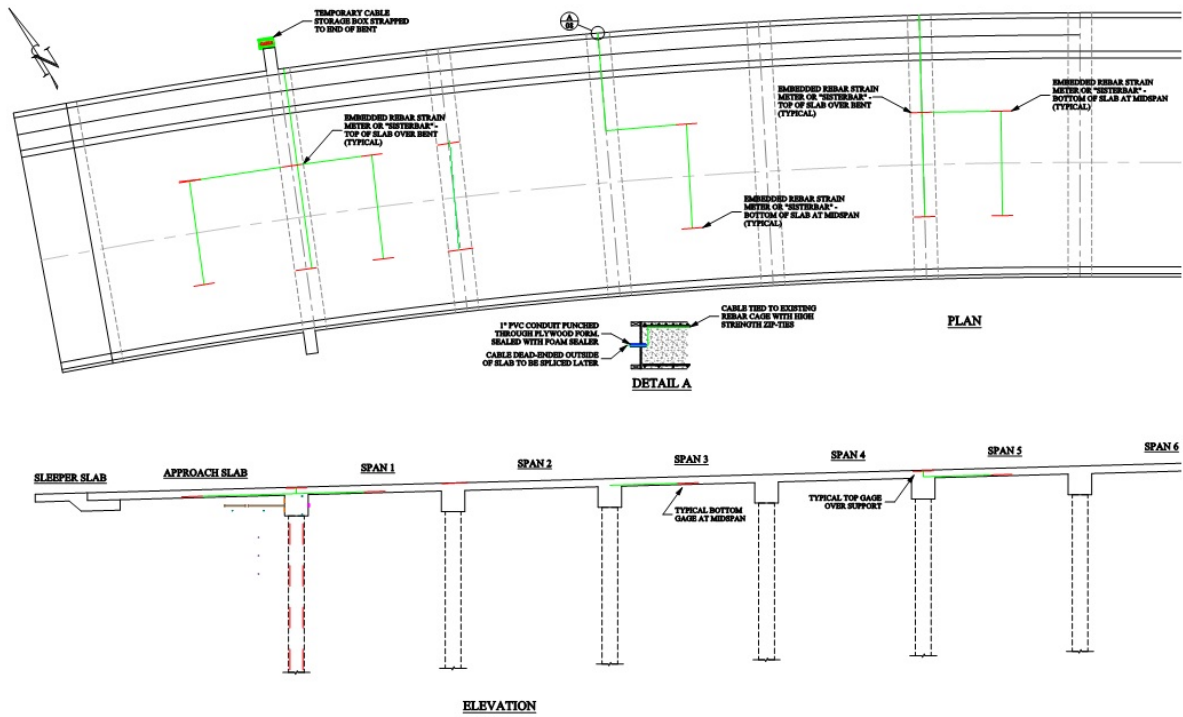 TEMPORARY CABLE
STORAGE BOX STRAPPED
TO END OF BENT
A
08
N
EMBEDDED REBAR STRAIN
METER OR "SISTERBAR" -
TOP OF SLAB OVER BENT
(TYPICAL)
EMBEDDED REBAR STRAIN
METER OR "SISTERBAR" -
TOP OF SLAB OVER BENT
(TYPICAL)
EMBEDDED REBAR STRAIN
METER OR "SISTERBAR" -
BOTTOM OF SLAB AT MIDSPAN
(TYPICAL)
EMBEDDED REBAR STRAIN
METER OR "SISTERBAR" -
BOTTOM OF SLAB AT MIDSPAN
(TYPICAL)
1" PVC CONDUIT PUNCHED
THROUGH PLYWOOD FORM.
SEALED WITH FOAM SEALER
CABLE DEAD-ENDED OUTSIDE
OF SLAB TO BE SPLICED LATER
CABLE TIED TO EXISTING
REBAR CAGE WITH HIGH
STRENGTH ZIP-TIES
DETAIL A
PLAN
SLEEPER SLAB
APPROACH SLAB
SPAN 1
SPAN 2
SPAN 3
SPAN 4
SPAN 5
SPAN 6
TYPICAL BOTTOM
GAGE AT MIDSPAN
TYPICAL TOP GAGE
OVER SUPPORT
ELEVATION